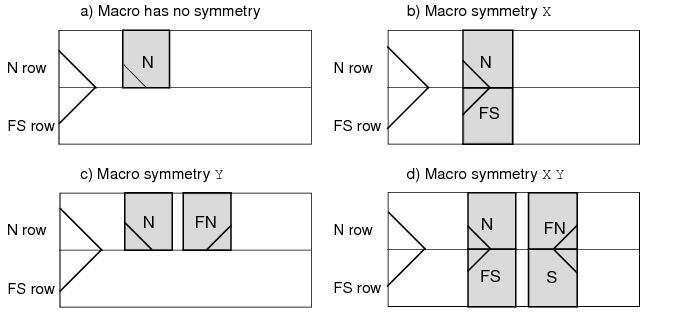 a) Macro has no symmetry
N row
N
FS row
b) Macro symmetry X
N row
N
FS row
FS
c) Macro symmetry Y
N row
N FN
FS row
d) Macro symmetry X Y
N row
N FN
FS row
FS S